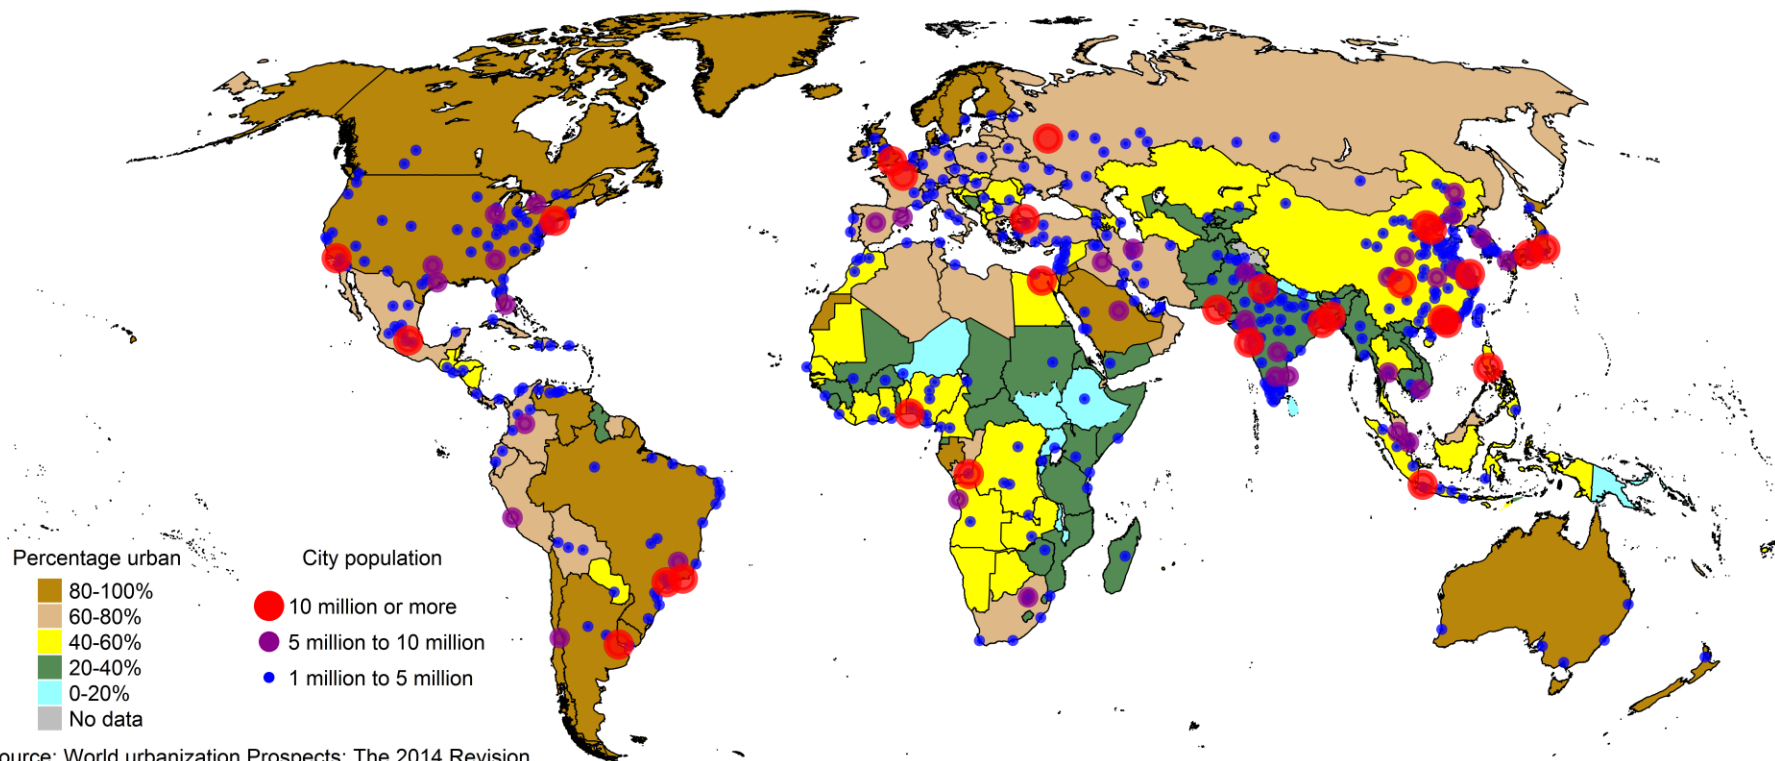 Percentage urban
80-100%
60-80%
40-60%
20-40%
0-20%
No data
City population
10 million or more
5 million to 10 million
1 million to 5 million
ource: World urbanization Prospects: The 2014 Revision